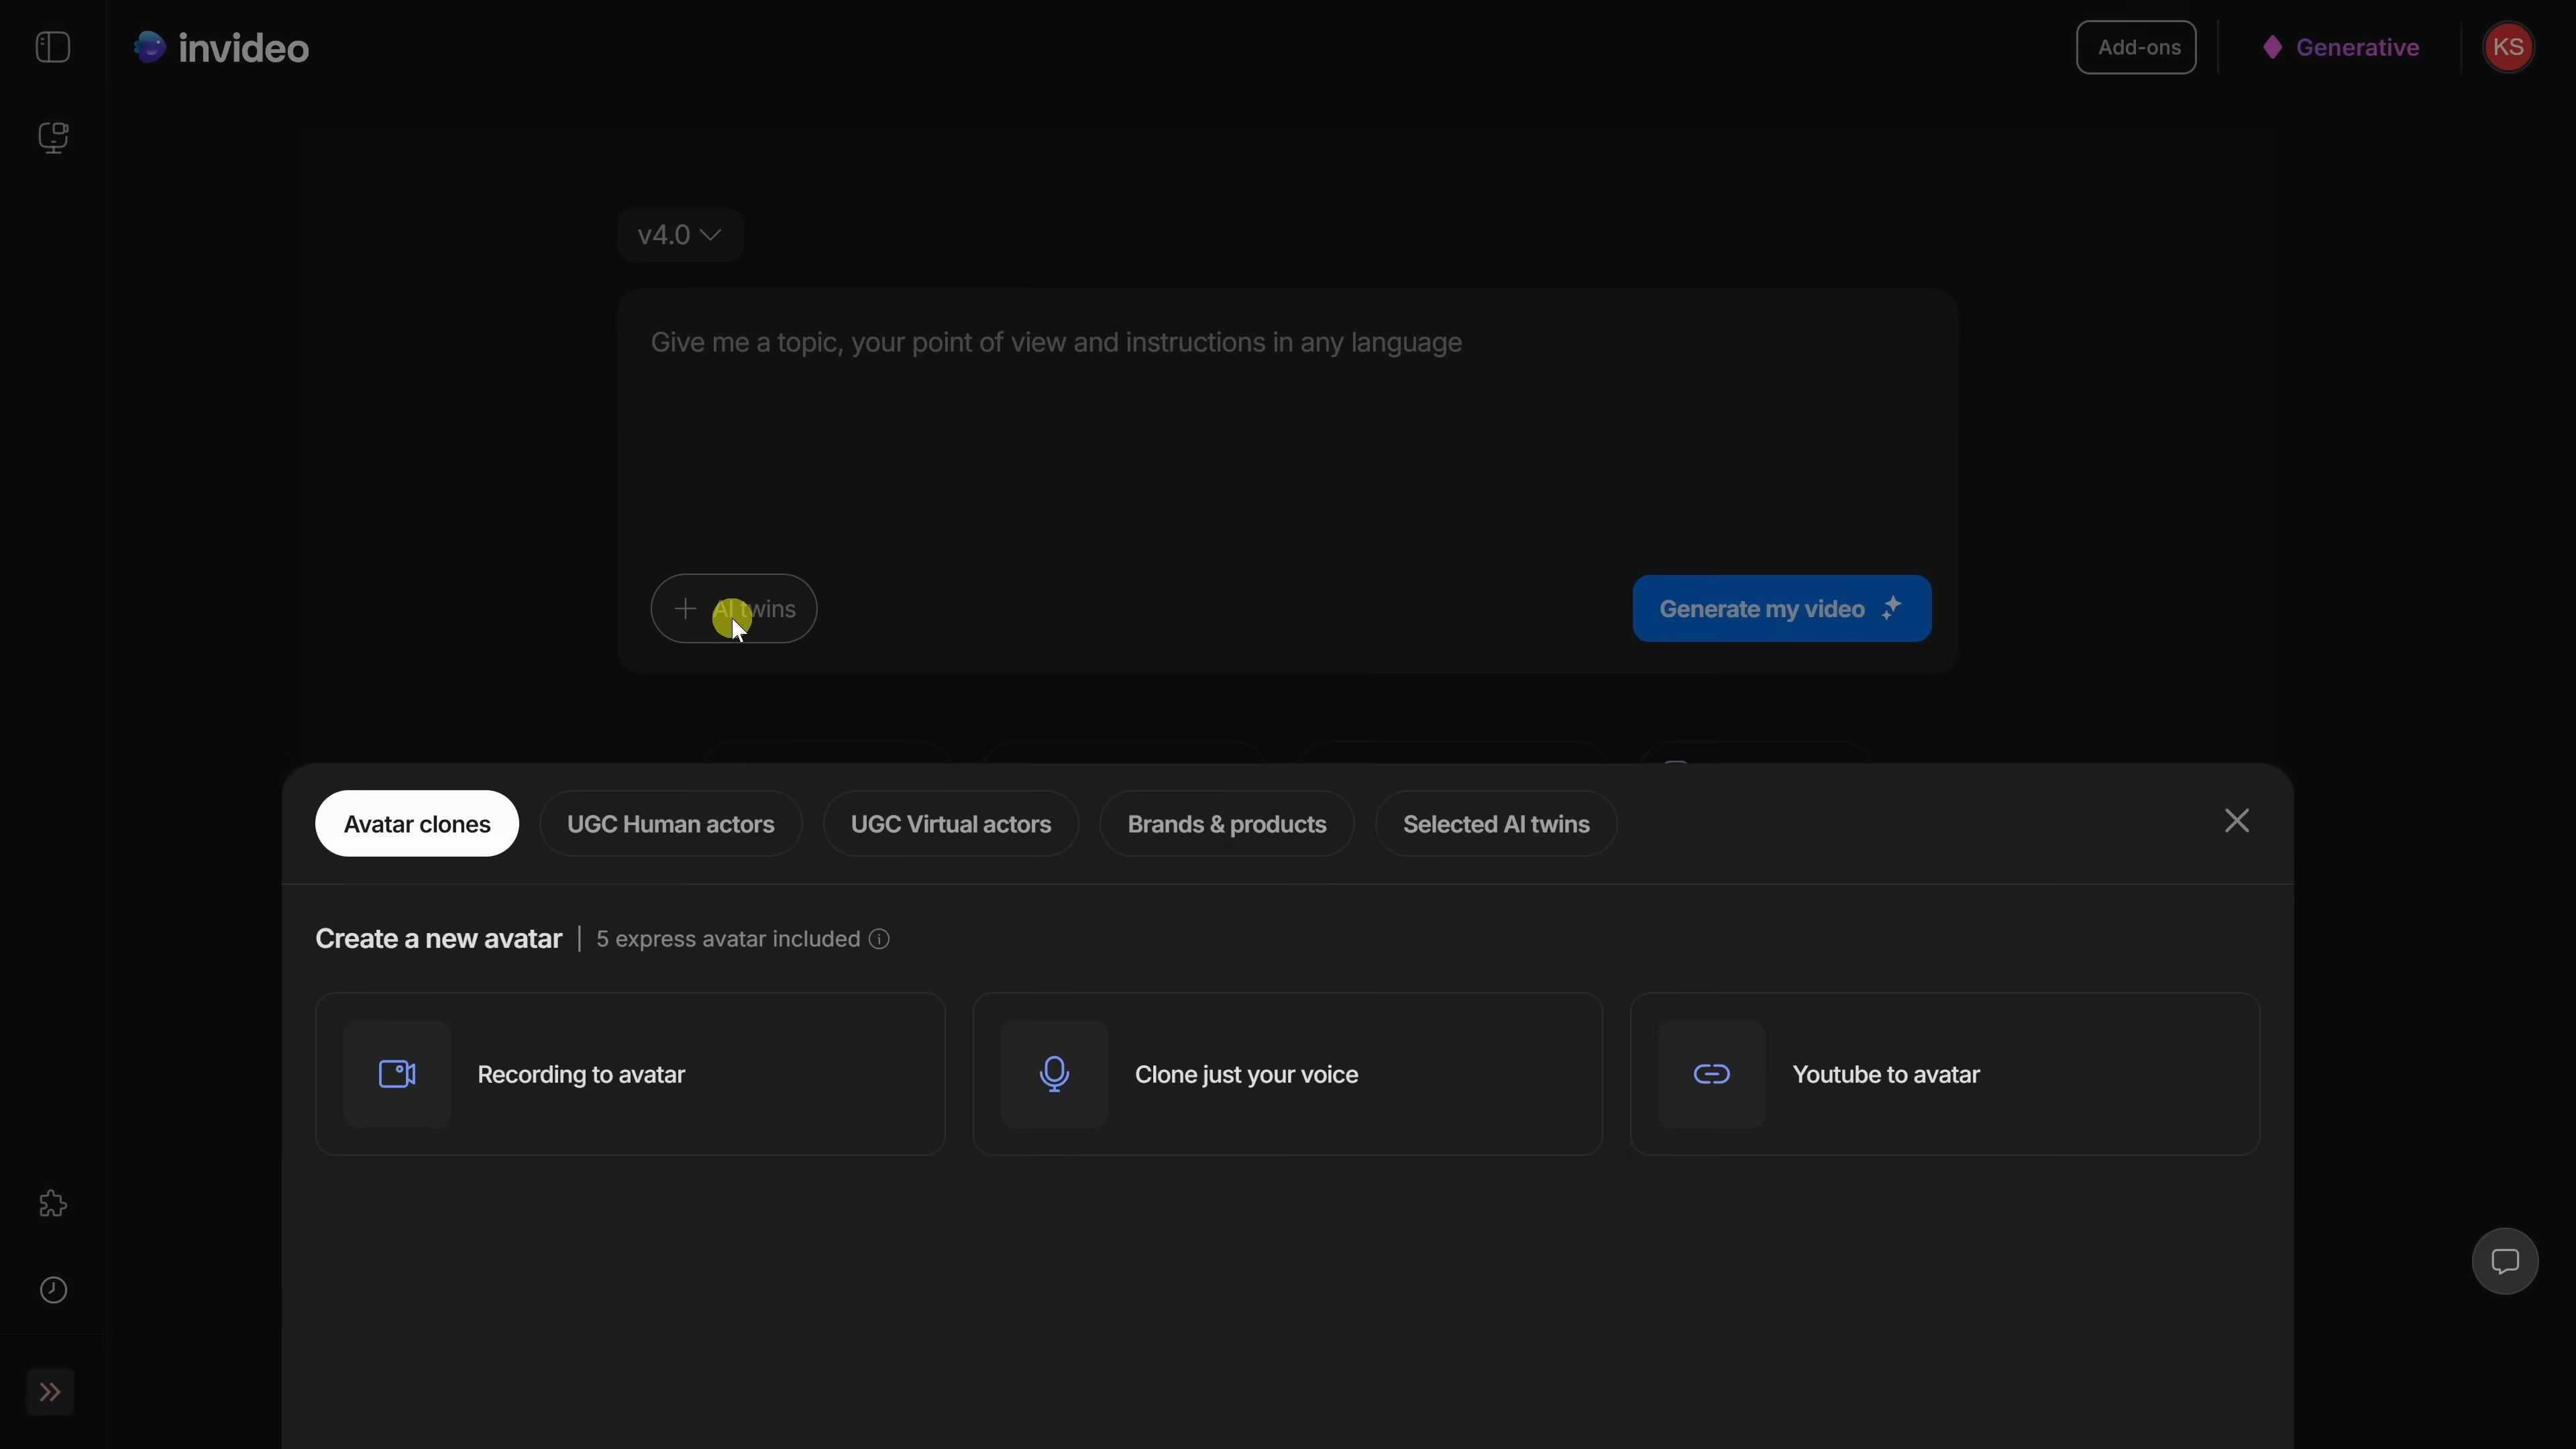 invideo
Add-ons
Generative
KS
v4.0
Give me a topic, your point of view and instructions in any language
AI twins
Generate my video
Avatar clones
UGC Human actors
UGC Virtual actors
Brands & products
Selected AI twins
Create a new avatar | 5 express avatar included
Recording to avatar
Clone just your voice
Youtube to avatar